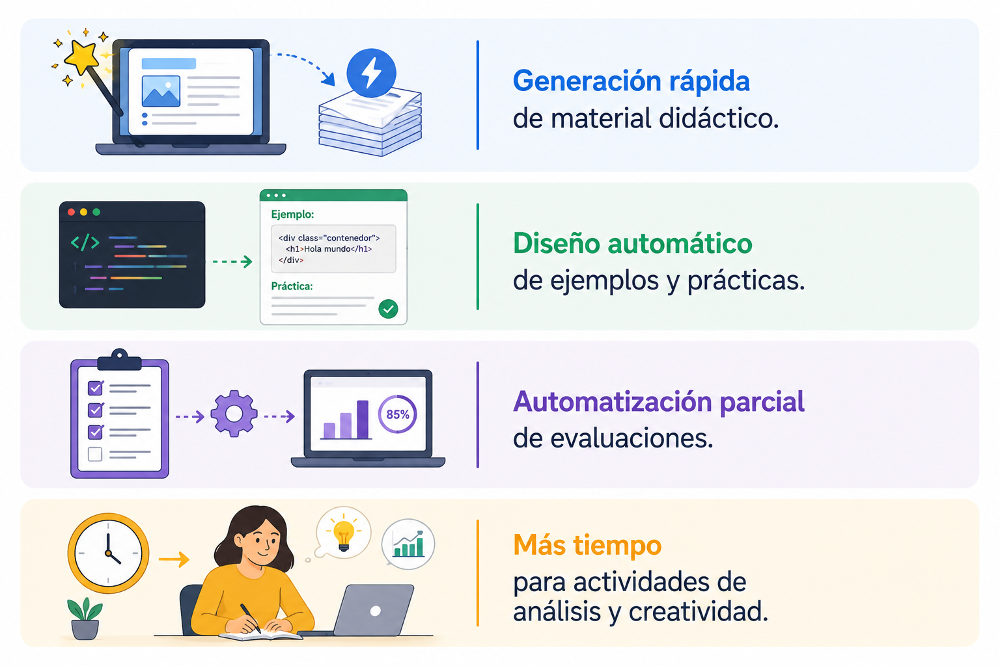 Generación rápida
de material didáctico.
</>
Ejemplo:
<div class="contenedor">
<h1>Hola mundo</h1>
</div>
Práctica:
Diseño automático
de ejemplos y prácticas.
85%
Automatización parcial
de evaluaciones.
Más tiempo
para actividades de
análisis y creatividad.